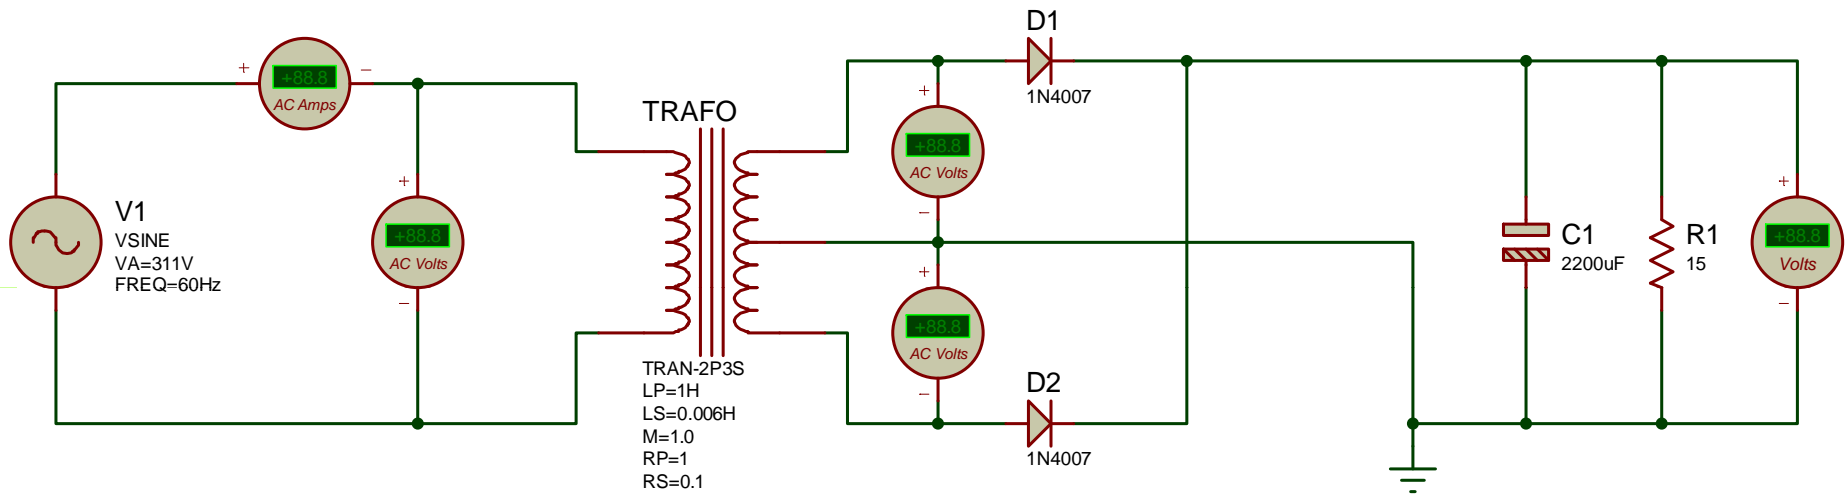 D1
1N4007
+88.8
AC Amps
TRAFO
+88.8
AC Volts
V1
VSINE
VA=311V
FREQ=60Hz
+88.8
AC Volts
C1
2200uF
R1
15
+88.8
Volts
+88.8
AC Volts
TRAN-2P3S
LP=1H
LS=0.006H
M=1.0
RP=1
RS=0.1
D2
1N4007